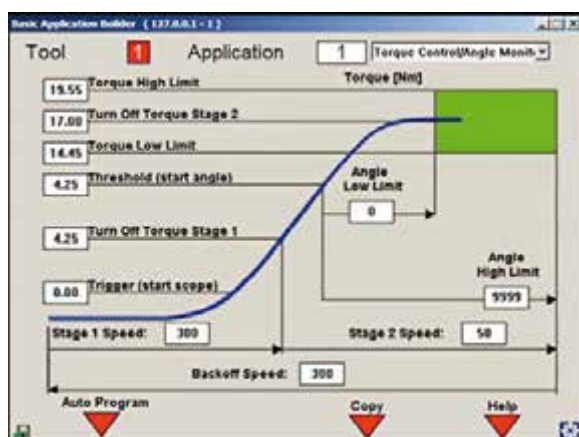 Basic Application Builder ( 127.0.0.1 - 1 )
Tool 1 Application 1 Torque Control/Angle Monit
19.55 Torque High Limit Torque [Nm]
17.00 Turn Off Torque Stage 2
14.45 Torque Low Limit
4.25 Threshold (start angle)
Angle
Low Limit
0
4.25 Turn Off Torque Stage 1
Angle
High Limit
0.00 Trigger (start scope)
9999
Stage 1 Speed: 300 Stage 2 Speed: 50
Backoff Speed: 300
Auto Program Copy Help